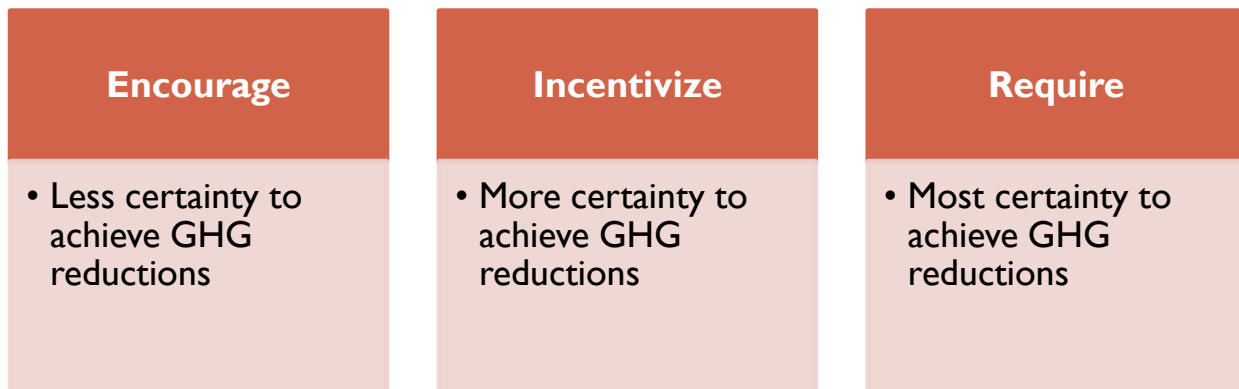 Encourage
• Less certainty to
achieve GHG
reductions
Incentivize
• More certainty to
achieve GHG
reductions
Require
• Most certainty to
achieve GHG
reductions